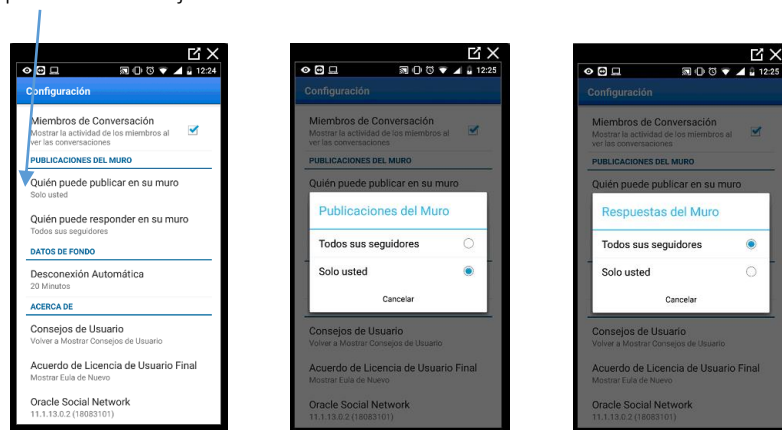 12:24
Configuración
Miembros de Conversación
Mostrar la actividad de los miembros al
ver las conversaciones
PUBLICACIONES DEL MURO
Quién puede publicar en su muro
Solo usted
Quién puede responder en su muro
Todos sus seguidores
DATOS DE FONDO
Desconexión Automática
20 Minutos
ACERCA DE
Consejos de Usuario
Volver a Mostrar Consejos de Usuario
Acuerdo de Licencia de Usuario Final
Mostrar Eula de Nuevo
Oracle Social Network
11.1.13.0.2 (18083101)
12:25
Configuración
Miembros de Conversación
Mostrar la actividad de los miembros al
ver las conversaciones
PUBLICACIONES DEL MURO
Quién puede publicar en su muro
Publicaciones del Muro
Todos sus seguidores
Solo usted
Cancelar
Consejos de Usuario
Volver a Mostrar Consejos de Usuario
Acuerdo de Licencia de Usuario Final
Mostrar Eula de Nuevo
Oracle Social Network
11.1.13.0.2 (18083101)
12:25
Configuración
Miembros de Conversación
Mostrar la actividad de los miembros al
ver las conversaciones
PUBLICACIONES DEL MURO
Quién puede publicar en su muro
Respuestas del Muro
Todos sus seguidores
Solo usted
Cancelar
Consejos de Usuario
Volver a Mostrar Consejos de Usuario
Acuerdo de Licencia de Usuario Final
Mostrar Eula de Nuevo
Oracle Social Network
11.1.13.0.2 (18083101)